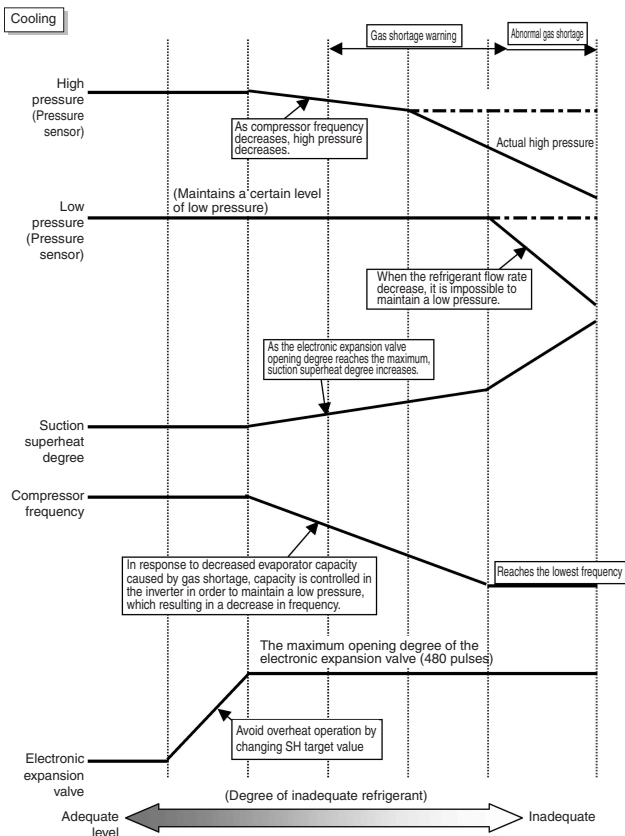 Cooling
Gas shortage warning
Abnormal gas shortage
High
pressure
(Pressure
sensor)
As compressor frequency
decreases, high pressure
decreases.
Actual high pressure
(Maintains a certain level
of low pressure)
Low
pressure
(Pressure
sensor)
When the refrigerant flow rate
decrease, it is impossible to
maintain a low pressure.
As the electronic expansion valve
opening degree reaches the maximum,
suction superheat degree increases.
Suction
superheat
degree
Compressor
frequency
In response to decreased evaporator capacity
caused by gas shortage, capacity is controlled in
the inverter in order to maintain a low pressure,
which resulting in a decrease in frequency.
Reaches the lowest frequency
The maximum opening degree of the
electronic expansion valve (480 pulses)
Avoid overheat operation by
changing SH target value
Electronic
expansion
valve
(Degree of inadequate refrigerant)
Adequate
level
Inadequate